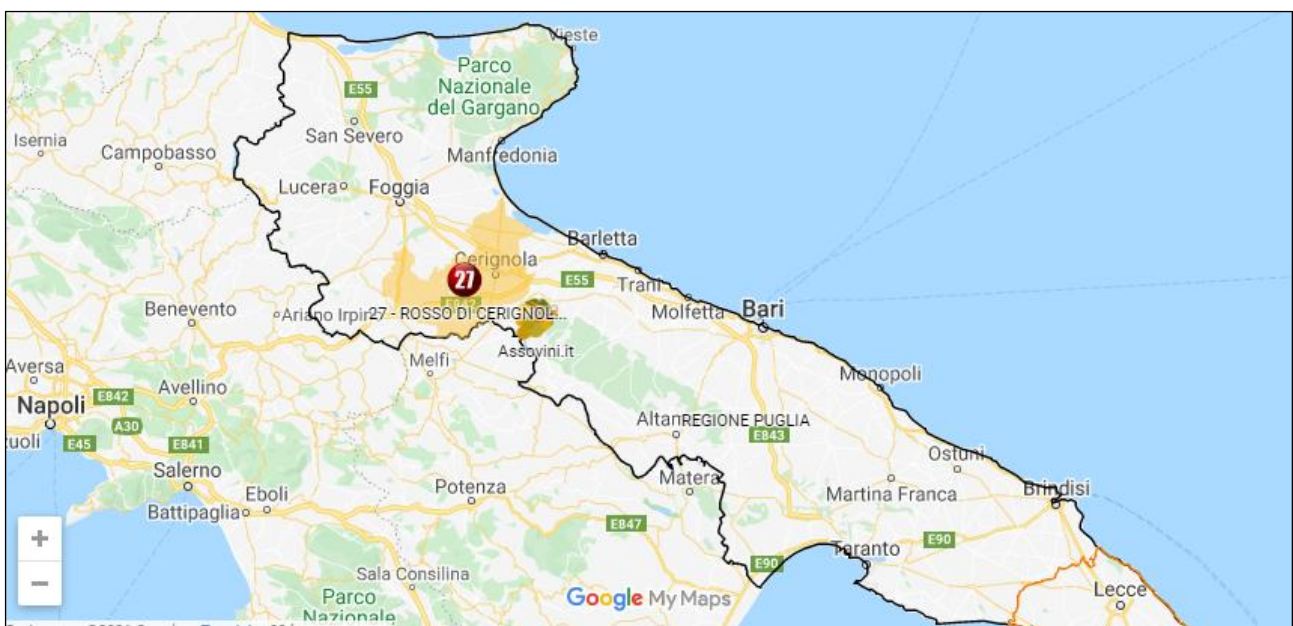 Vieste
Parco
Nazionale
del Gargano
E55
San Severo
Isernia
Campobasso
Manfredonia
Lucera
Foggia
Barletta
Cerignola
27
E55
Trani
E842
Molfetta
Bari
Benevento
Ariano Irpin
27 - ROSSO DI CERIGNOL...
Assovini.it
Melfi
Aversa
Avellino
Monopoli
E842
Napoli
A30
Altam
REGIONE PUGLIA
zuoli
E45
E841
E843
Ostuni
Salerno
Matera
Eboli
Potenza
Martina Franca
Brindisi
Battipaglia
E847
+
E90
Taranto
E90
−
Sala Consilina
Lecce
Parco
Nazionale
Google My Maps